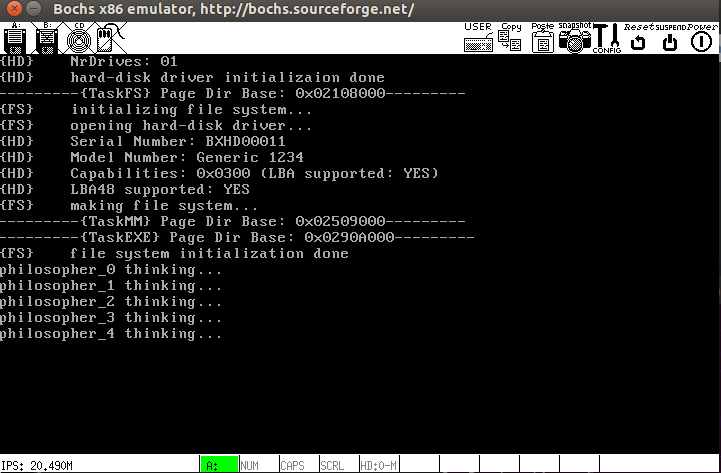 Bochs x86 emulator, http://bochs.sourceforge.net/
A: B: CD USER Copy Paste snapshot CONFIG Reset SUSPEND Power
{HD} NrDrives: 01
{HD} hard-disk driver initializaion done
---------{TaskFS} Page Dir Base: 0x02108000---------
{FS} initializing file system...
{FS} opening hard-disk driver...
{HD} Serial Number: BXHD00011
{HD} Model Number: Generic 1234
{HD} Capabilities: 0x0300 (LBA supported: YES)
{HD} LBA48 supported: YES
{FS} making file system...
---------{TaskMM} Page Dir Base: 0x02509000---------
---------{TaskEXE} Page Dir Base: 0x0290A000---------
{FS} file system initialization done
philosopher_0 thinking...
philosopher_1 thinking...
philosopher_2 thinking...
philosopher_3 thinking...
philosopher_4 thinking...
IPS: 20.490M A: NUM CAPS SCRL HD:0-M